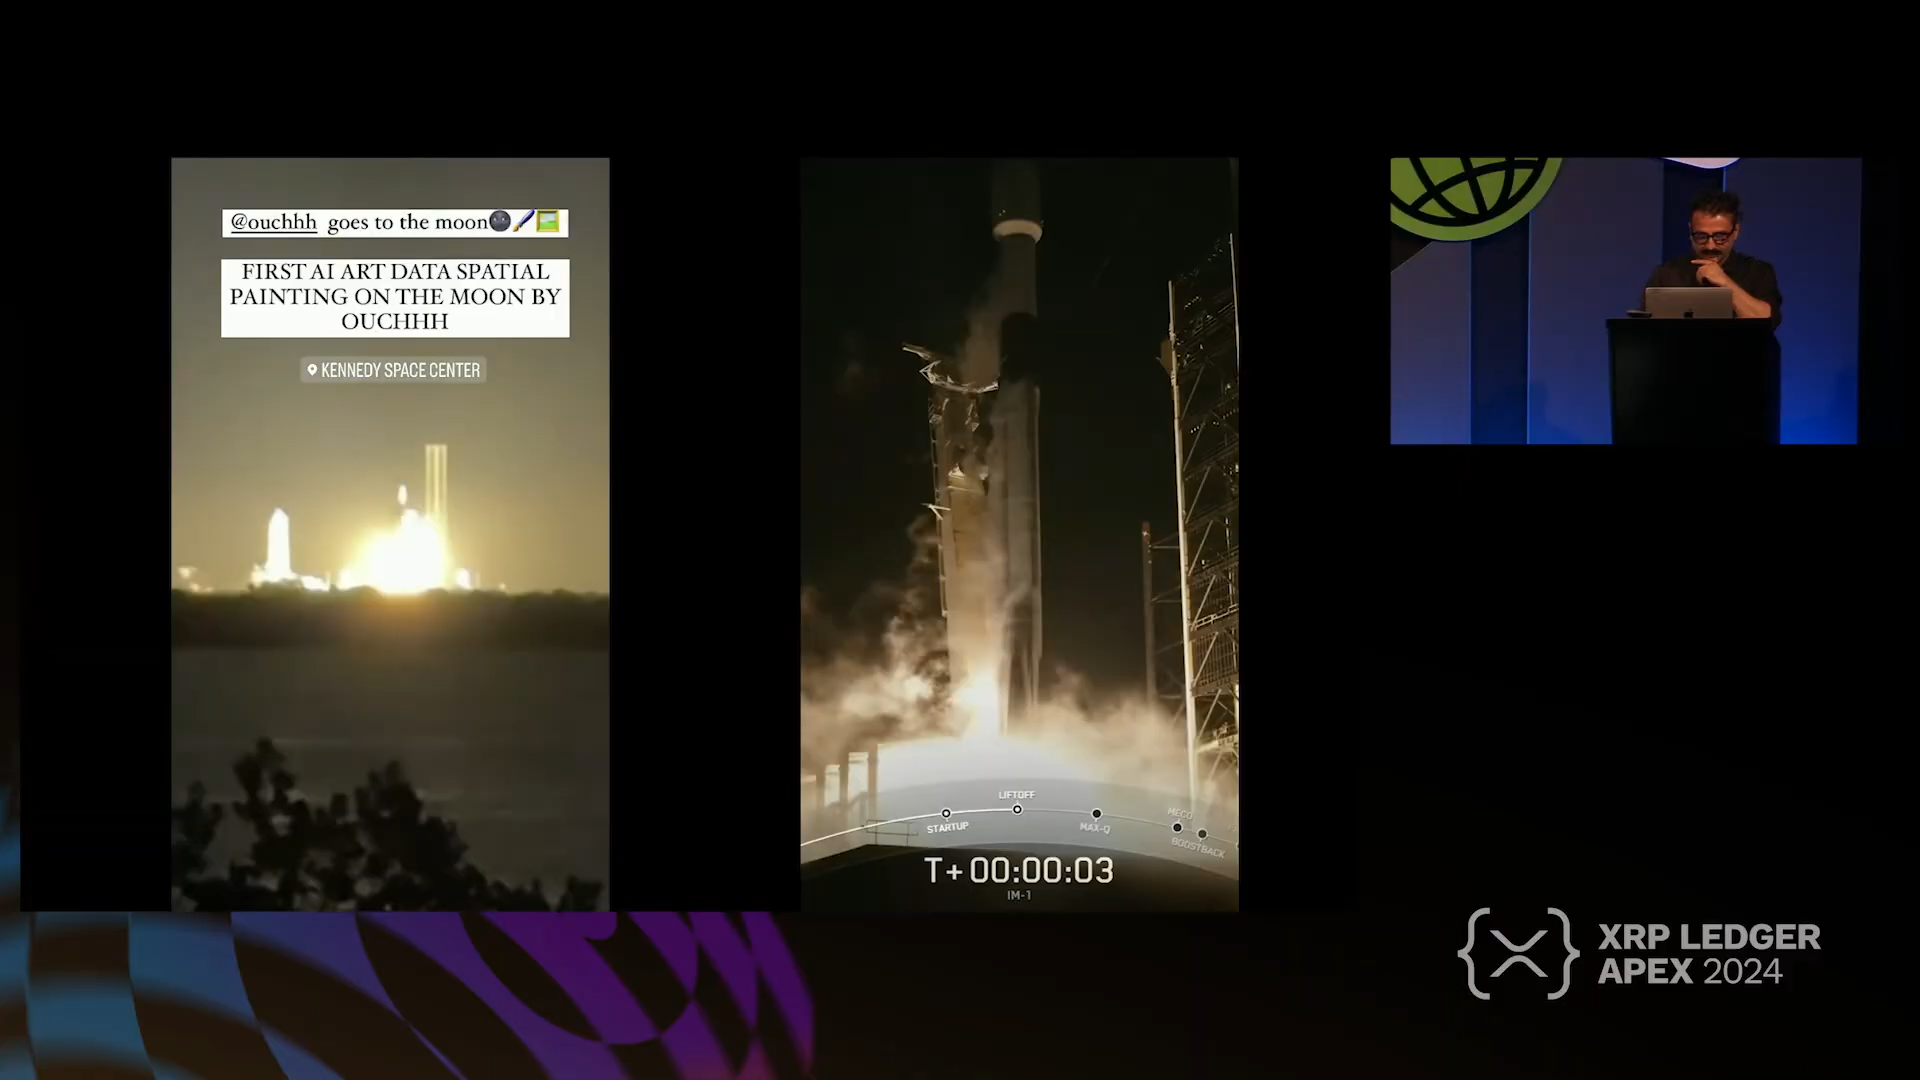 @ouchhh goes to the moon🌚🖌️🖼️
FIRST AI ART DATA SPATIAL
PAINTING ON THE MOON BY
OUCHHH
KENNEDY SPACE CENTER
LIFTOFF
STARTUP
MAX-Q
MECO
BOOSTBACK
T+ 00:00:03
IM-1
XRP LEDGER
APEX 2024